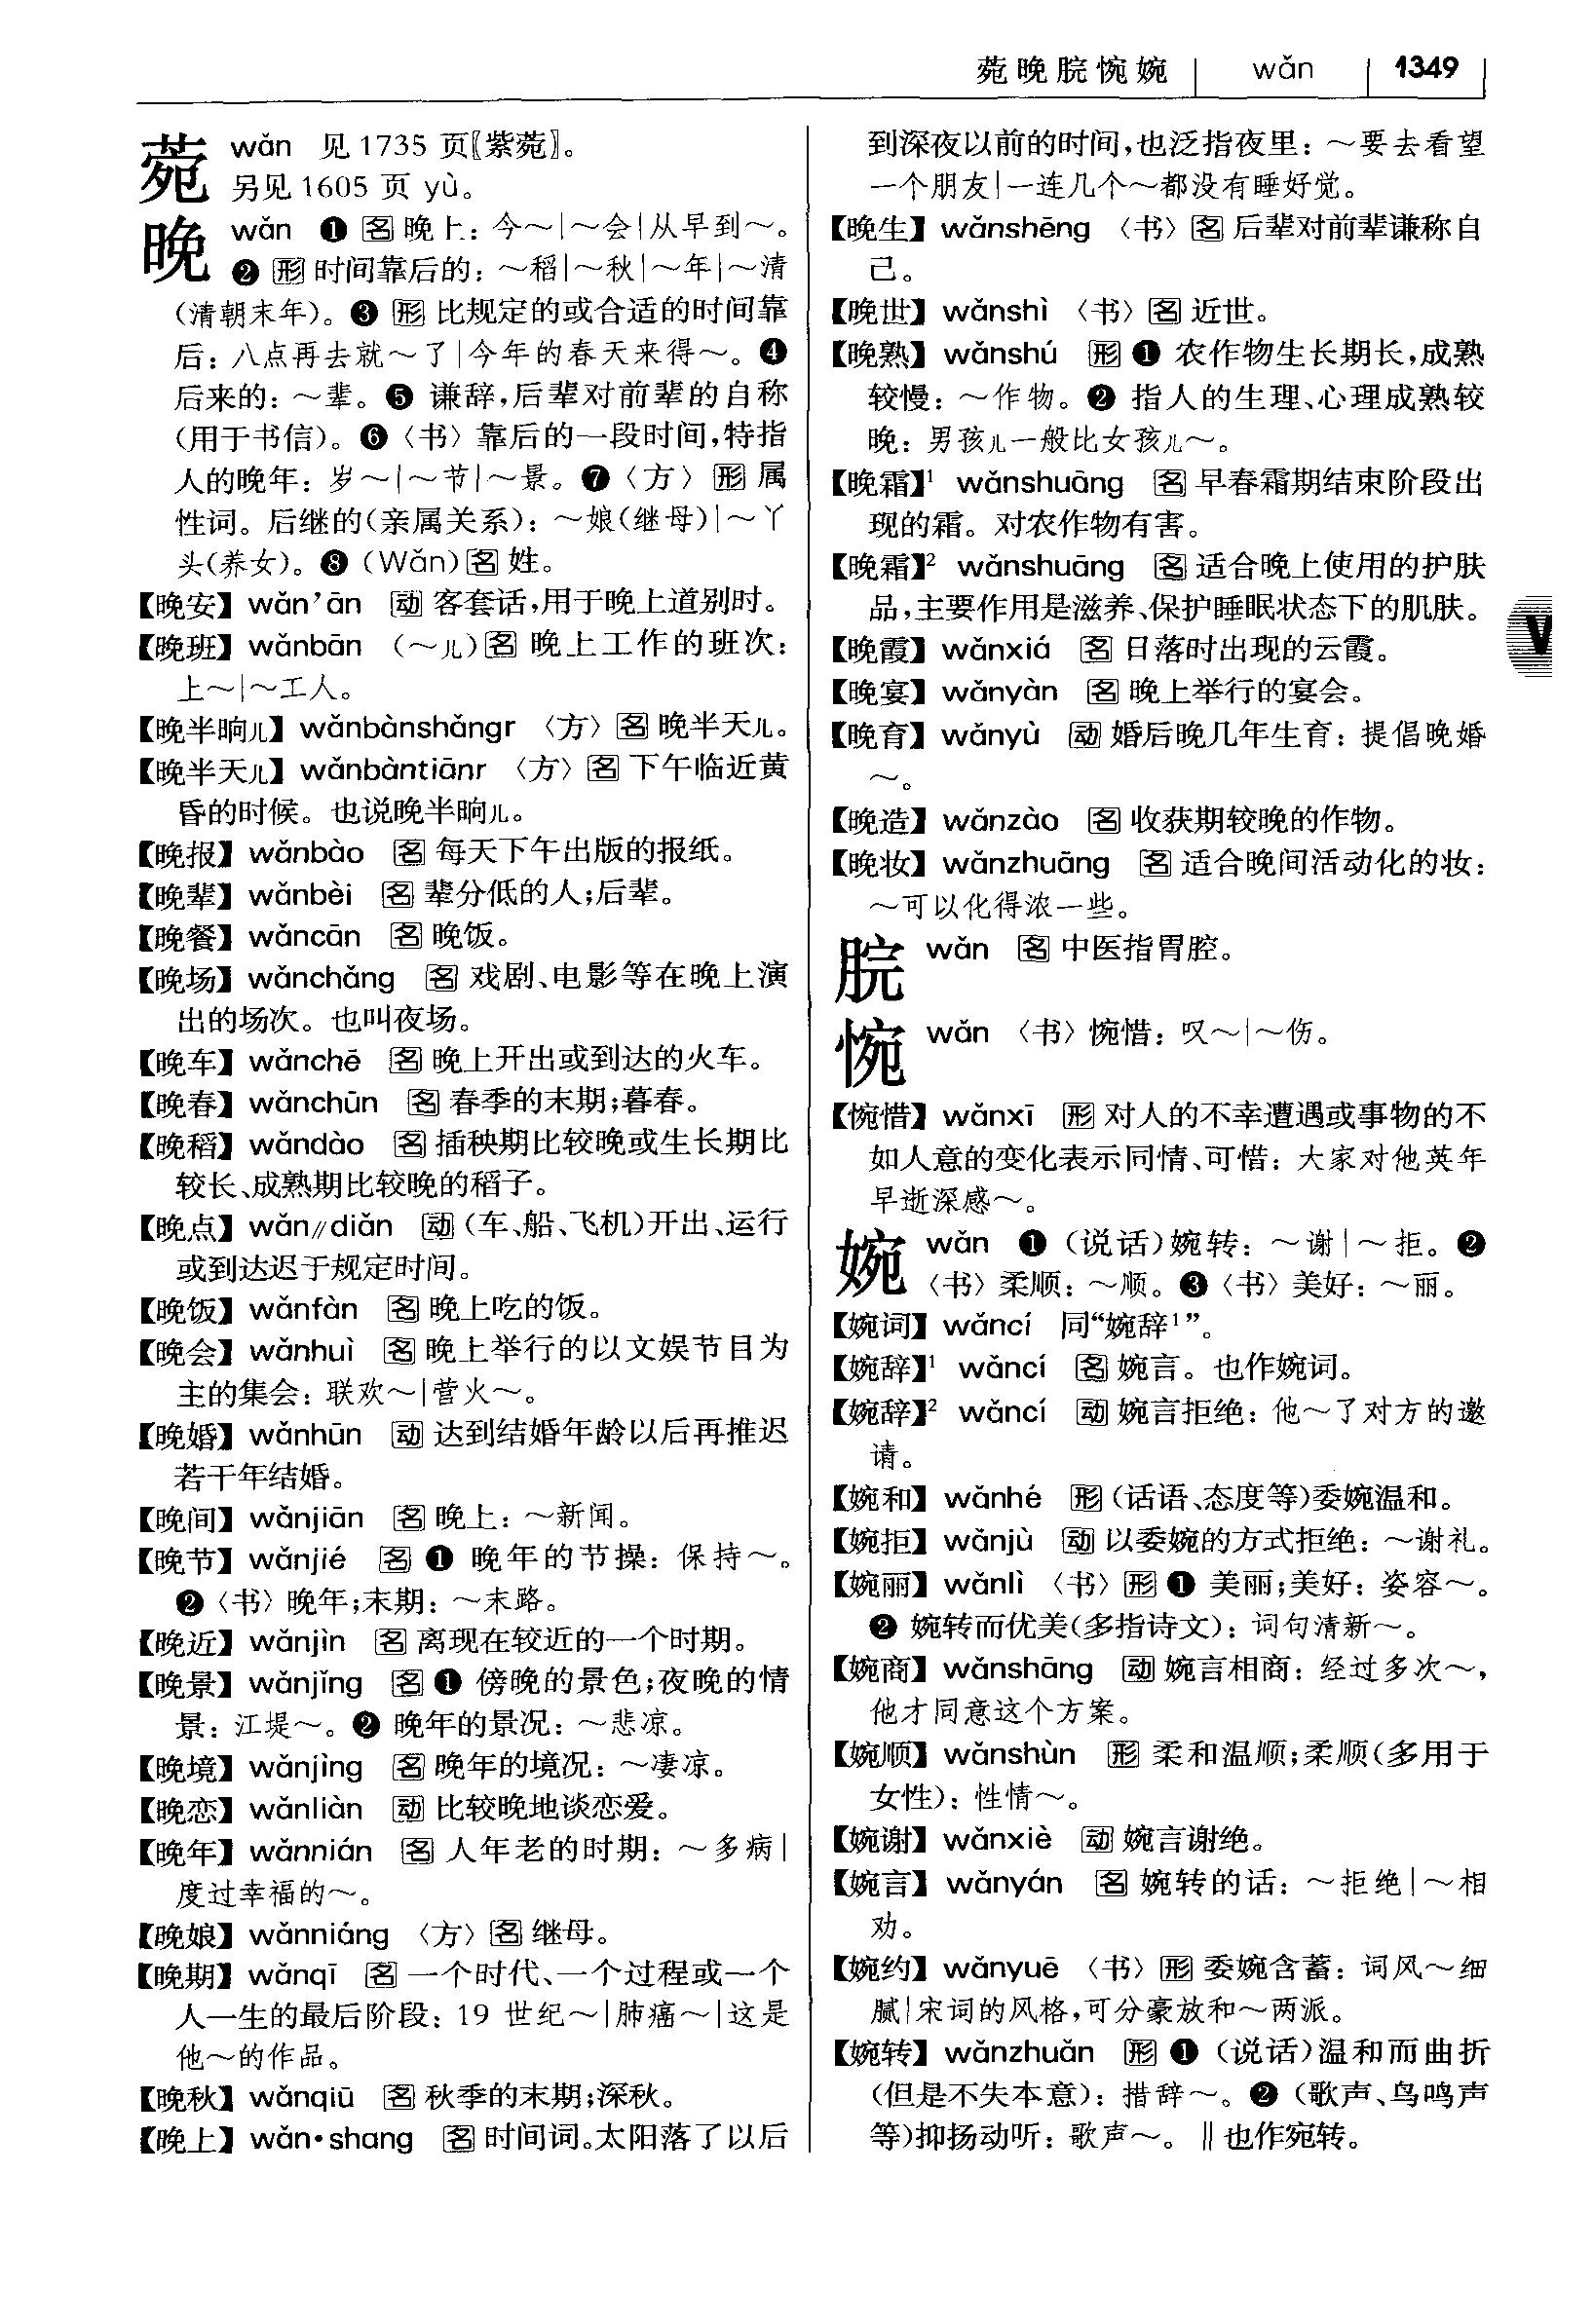 菀晚脘惋婉 | wǎn | 1349
菀 wǎn 见 1735 页〖紫菀〗。
另见 1605 页 yù。
晚 wǎn ❶ 名 晚上：今～|～会|从早到～。
❷ 形 时间靠后的：～稻|～秋|～年|～清
（清朝末年）。❸ 形 比规定的或合适的时间靠
后：八点再去就～了|今年的春天来得～。❹
后来的：～辈。❺ 谦辞，后辈对前辈的自称
（用于书信）。❻〈书〉靠后的一段时间，特指
人的晚年：岁～|～节|～景。❼〈方〉形 属
性词。后继的（亲属关系）：～娘（继母）|～丫
头（养女）。❽（Wǎn）名 姓。
【晚安】wǎn’ān 动 客套话，用于晚上道别时。
【晚班】wǎnbān （～儿）名 晚上工作的班次：
上～|～工人。
【晚半晌儿】wǎnbànshǎngr 〈方〉名 晚半天儿。
【晚半天儿】wǎnbàntiānr 〈方〉名 下午临近黄
昏的时候。也说晚半晌儿。
【晚报】wǎnbào 名 每天下午出版的报纸。
【晚辈】wǎnbèi 名 辈分低的人；后辈。
【晚餐】wǎncān 名 晚饭。
【晚场】wǎnchǎng 名 戏剧、电影等在晚上演
出的场次。也叫夜场。
【晚车】wǎnchē 名 晚上开出或到达的火车。
【晚春】wǎnchūn 名 春季的末期；暮春。
【晚稻】wǎndào 名 插秧期比较晚或生长期比
较长、成熟期比较晚的稻子。
【晚点】wǎn∥diǎn 动（车、船、飞机）开出、运行
或到达迟于规定时间。
【晚饭】wǎnfàn 名 晚上吃的饭。
【晚会】wǎnhuì 名 晚上举行的以文娱节目为
主的集会：联欢～|营火～。
【晚婚】wǎnhūn 动 达到结婚年龄以后再推迟
若干年结婚。
【晚间】wǎnjiān 名 晚上：～新闻。
【晚节】wǎnjié 名 ❶ 晚年的节操：保持～。
❷〈书〉晚年；末期：～末路。
【晚近】wǎnjìn 名 离现在较近的一个时期。
【晚景】wǎnjǐng 名 ❶ 傍晚的景色；夜晚的情
景：江堤～。❷ 晚年的景况：～悲凉。
【晚境】wǎnjìng 名 晚年的境况：～凄凉。
【晚恋】wǎnliàn 动 比较晚地谈恋爱。
【晚年】wǎnnián 名 人年老的时期：～多病|
度过幸福的～。
【晚娘】wǎnniáng 〈方〉名 继母。
【晚期】wǎnqī 名 一个时代、一个过程或一个
人一生的最后阶段：19 世纪～|肺癌～|这是
他～的作品。
【晚秋】wǎnqiū 名 秋季的末期；深秋。
【晚上】wǎn•shang 名 时间词。太阳落了以后
到深夜以前的时间，也泛指夜里：～要去看望
一个朋友|一连几个～都没有睡好觉。
【晚生】wǎnshēng 〈书〉名 后辈对前辈谦称自
己。
【晚世】wǎnshì 〈书〉名 近世。
【晚熟】wǎnshú 形 ❶ 农作物生长期长，成熟
较慢：～作物。❷ 指人的生理、心理成熟较
晚：男孩儿一般比女孩儿～。
【晚霜】¹ wǎnshuāng 名 早春霜期结束阶段出
现的霜。对农作物有害。
【晚霜】² wǎnshuāng 名 适合晚上使用的护肤
品，主要作用是滋养、保护睡眠状态下的肌肤。
【晚霞】wǎnxiá 名 日落时出现的云霞。
【晚宴】wǎnyàn 名 晚上举行的宴会。
【晚育】wǎnyù 动 婚后晚几年生育：提倡晚婚
～。
【晚造】wǎnzào 名 收获期较晚的作物。
【晚妆】wǎnzhuāng 名 适合晚间活动化的妆：
～可以化得浓一些。
脘 wǎn 名 中医指胃腔。
惋 wǎn 〈书〉惋惜：叹～|～伤。
【惋惜】wǎnxī 形 对人的不幸遭遇或事物的不
如人意的变化表示同情、可惜：大家对他英年
早逝深感～。
婉 wǎn ❶（说话）婉转：～谢|～拒。❷
〈书〉柔顺：～顺。❸〈书〉美好：～丽。
【婉词】wǎncí 同“婉辞¹”。
【婉辞】¹ wǎncí 名 婉言。也作婉词。
【婉辞】² wǎncí 动 婉言拒绝：他～了对方的邀
请。
【婉和】wǎnhé 形（话语、态度等）委婉温和。
【婉拒】wǎnjù 动 以委婉的方式拒绝：～谢礼。
【婉丽】wǎnlì 〈书〉形 ❶ 美丽；美好：姿容～。
❷ 婉转而优美（多指诗文）：词句清新～。
【婉商】wǎnshāng 动 婉言相商：经过多次～，
他才同意这个方案。
【婉顺】wǎnshùn 形 柔和温顺；柔顺（多用于
女性）：性情～。
【婉谢】wǎnxiè 动 婉言谢绝。
【婉言】wǎnyán 名 婉转的话：～拒绝|～相
劝。
【婉约】wǎnyuē 〈书〉形 委婉含蓄：词风～细
腻|宋词的风格，可分豪放和～两派。
【婉转】wǎnzhuǎn 形 ❶（说话）温和而曲折
（但是不失本意）：措辞～。❷（歌声、鸟鸣声
等）抑扬动听：歌声～。‖也作宛转。
W